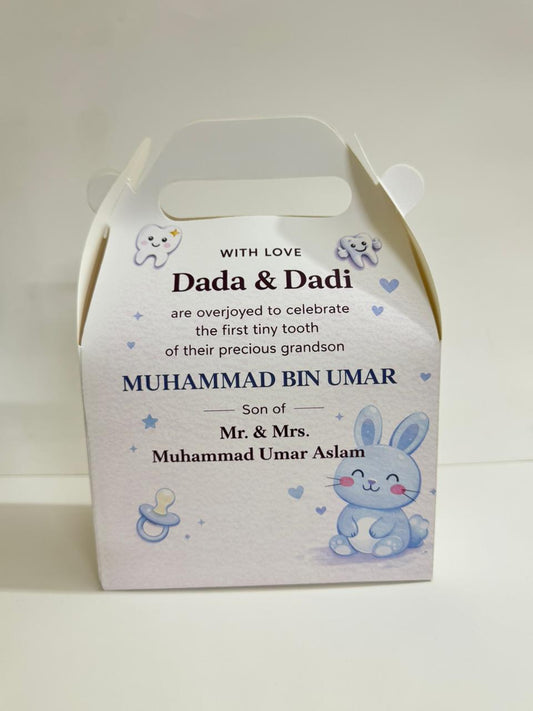 WITH LOVE
Dada & Dadi
are overjoyed to celebrate
the first tiny tooth
of their precious grandson
MUHAMMAD BIN UMAR
Son of
Mr. & Mrs.
Muhammad Umar Aslam